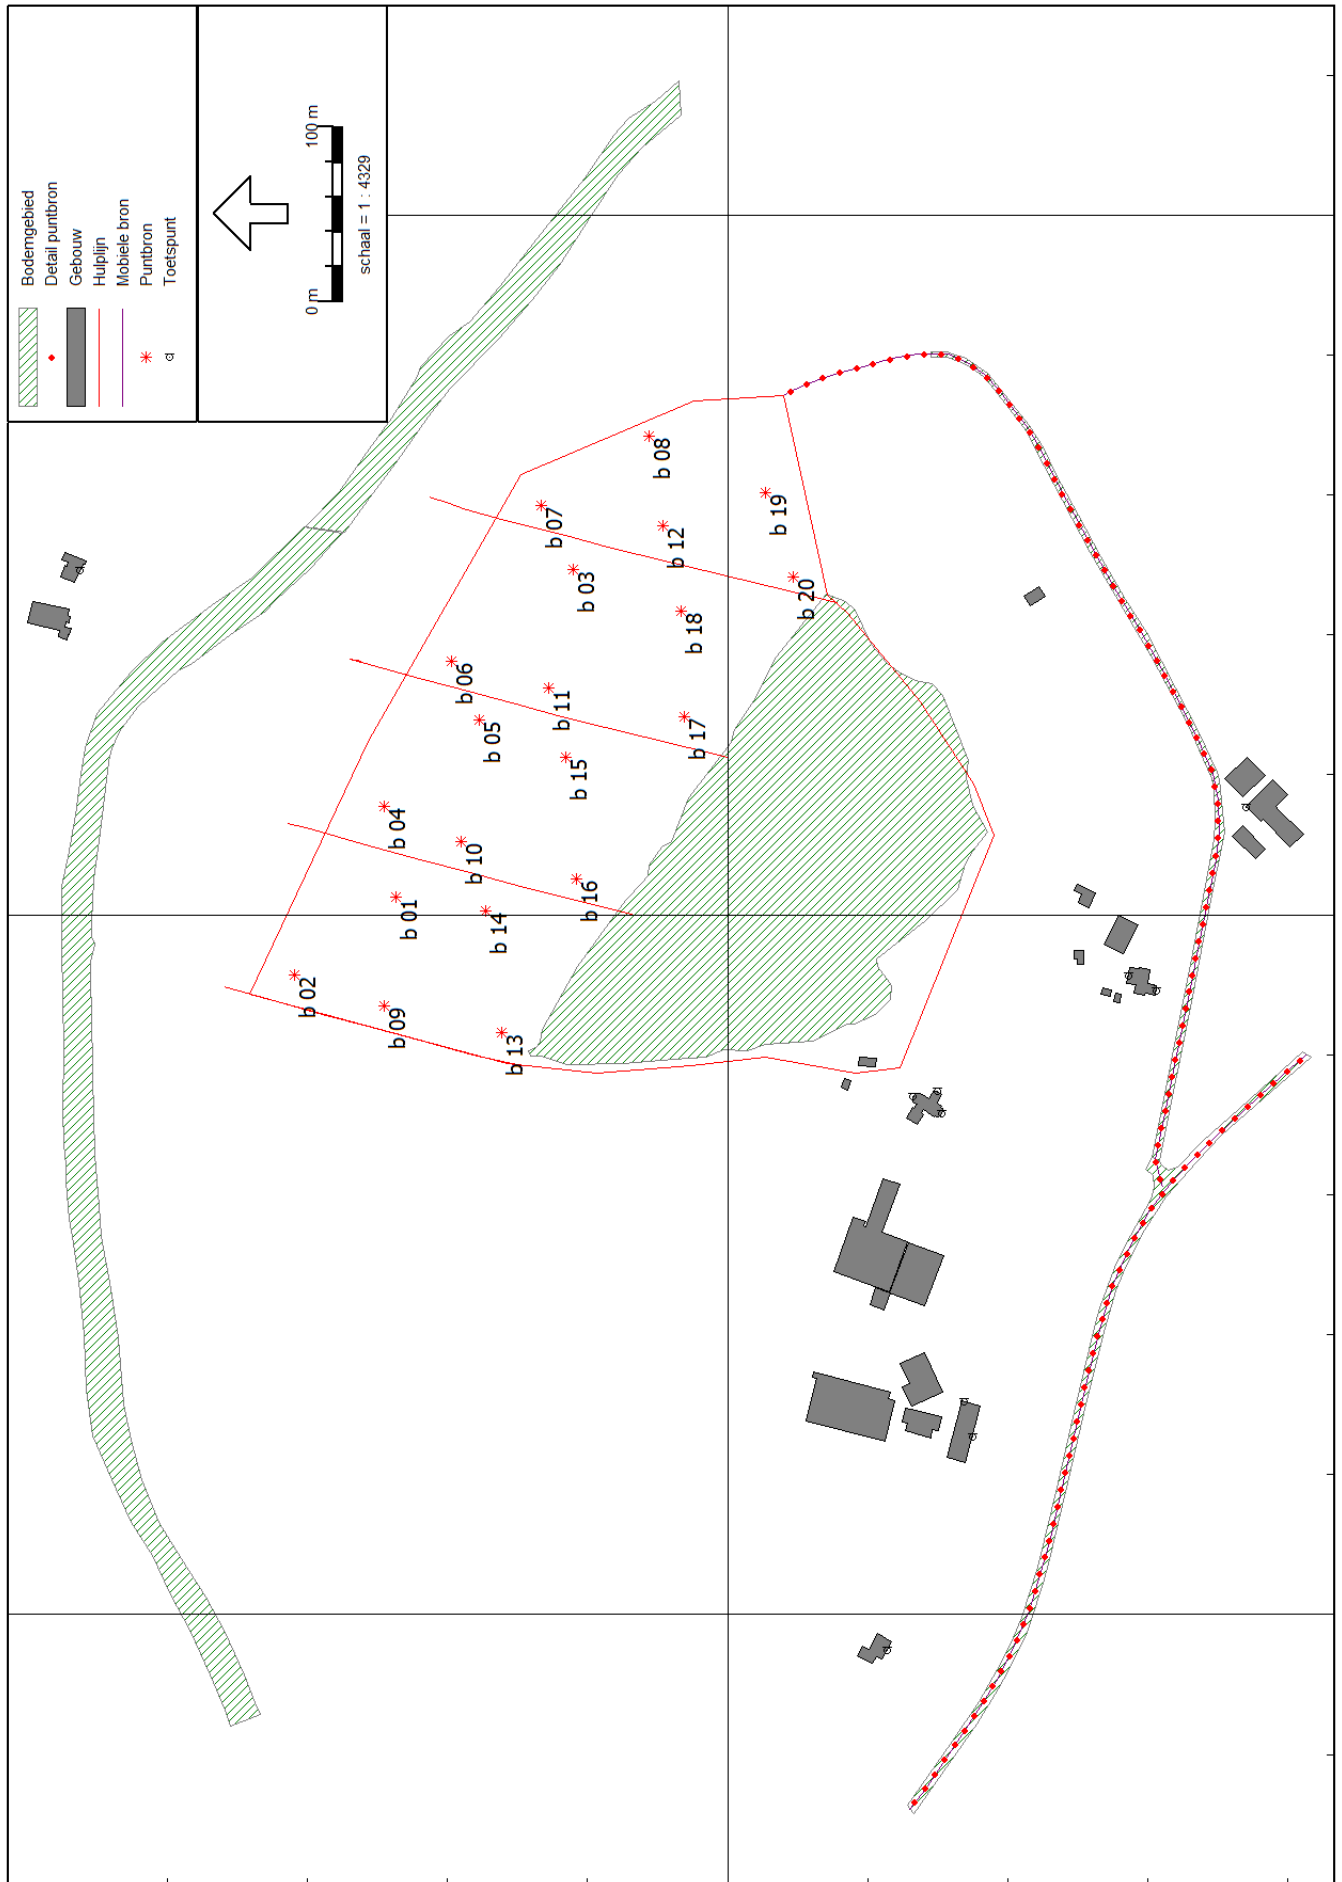 Bodemgebied
Detail puntbron
Gebouw
Hulplijn
Mobiele bron
Puntbron
Toetspunt
0 m
100 m
schaal = 1 : 4329
b 02
b 09
b 13
b 01
b 14
b 04
b 10
b 16
b 06
b 05
b 11
b 15
b 17
b 07
b 03
b 18
b 08
b 12
b 19
b 20